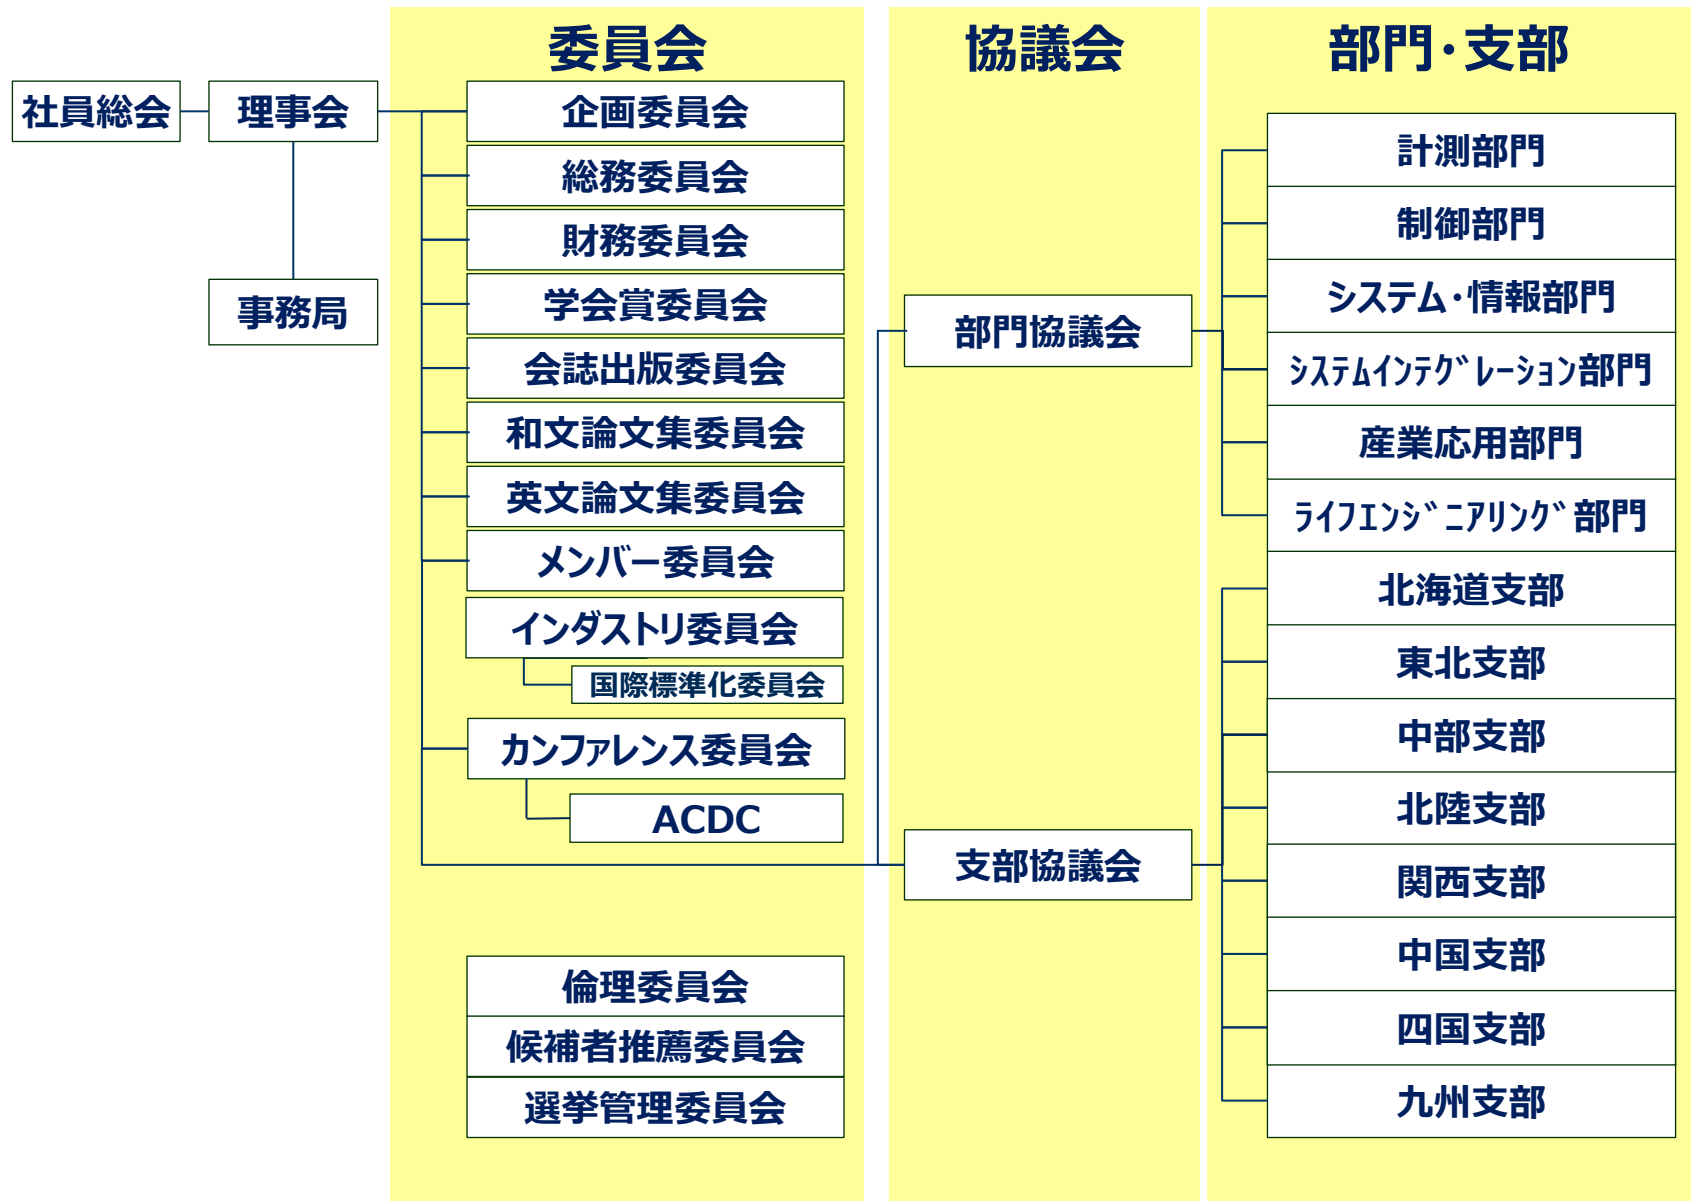 委員会
協議会
部門・支部
社員総会
理事会
事務局
企画委員会
総務委員会
財務委員会
学会賞委員会
会誌出版委員会
和文論文集委員会
英文論文集委員会
メンバー委員会
インダストリ委員会
国際標準化委員会
カンファレンス委員会
ACDC
倫理委員会
候補者推薦委員会
選挙管理委員会
部門協議会
支部協議会
計測部門
制御部門
システム・情報部門
ｼｽﾃﾑインテグレーション部門
産業応用部門
ライフエンジニアリング部門
北海道支部
東北支部
中部支部
北陸支部
関西支部
中国支部
四国支部
九州支部